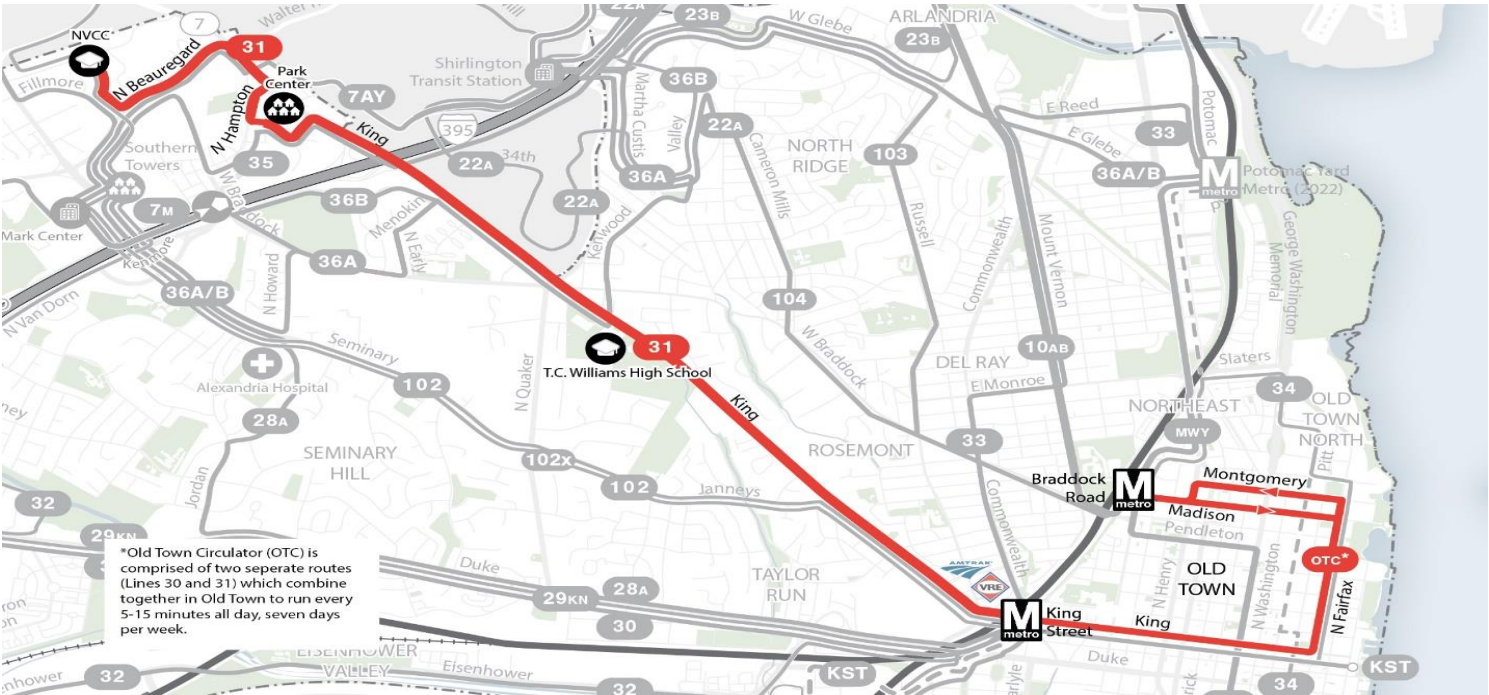 NVCC
7
31
N Beauregard
Fillmore
Park
Center
N Hampton
7AY
Shirlington
Transit Station
23B
W Glebe
ARLANDRIA
23B
36B
Martha Custis
Valley
22A
Cameron Mills
NORTH
RIDGE
103
Russell
E Reed
E Glebe
33
Potomac
36A/B
M
metro
Potomac Yard
Metro (2022)
George Washington
Memorial
Commonwealth
Mount Vernon
395
22A
34th
36A
22A
Kenwood
King
Southern
Towers
35
W Braddock
7M
Mark Center
Kenmore
36B
Menokin
N Early
36A
N Howard
36A/B
N Van Dorn
Seminary
Alexandria Hospital
102
28A
Jordan
SEMINARY
HILL
N Quaker
T.C. Williams High School
31
King
104
W Braddock
DEL RAY
10AB
E Monroe
33
ROSEMONT
Commonwealth
Slaters
34
OLD
TOWN
NORTH
NORTHEAST
MWY
Pitt
102x
102
Janneys
Braddock
Road
M
metro
Montgomery
Madison
Pendleton
OTC*
OLD
TOWN
N Henry
N Washington
N Fairfax
32
29KN
*Old Town Circulator (OTC) is
comprised of two seperate routes
(Lines 30 and 31) which combine
together in Old Town to run every
5-15 minutes all day, seven days
per week.
Duke
29KN
28A
30
TAYLOR
RUN
AMTRAK
VRE
M
metro
King
Street
King
Duke
KST
EISENHOWER
VALLEY
Eisenhower
32
32
KST
34